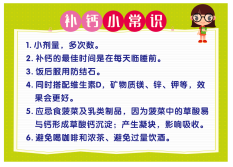 补钙小常识
1. 小剂量，多次数。
2. 补钙的最佳时间是在每天临睡前。
3. 饭后服用防结石。
4. 同时搭配维生素D，矿物质镁、锌、钾等，效
果会更好。
5. 应忌食菠菜及乳类制品，因为菠菜中的草酸易
与钙形成草酸钙沉淀；产生凝块，影响吸收。
6. 避免喝咖啡和浓茶、避免过量饮酒。